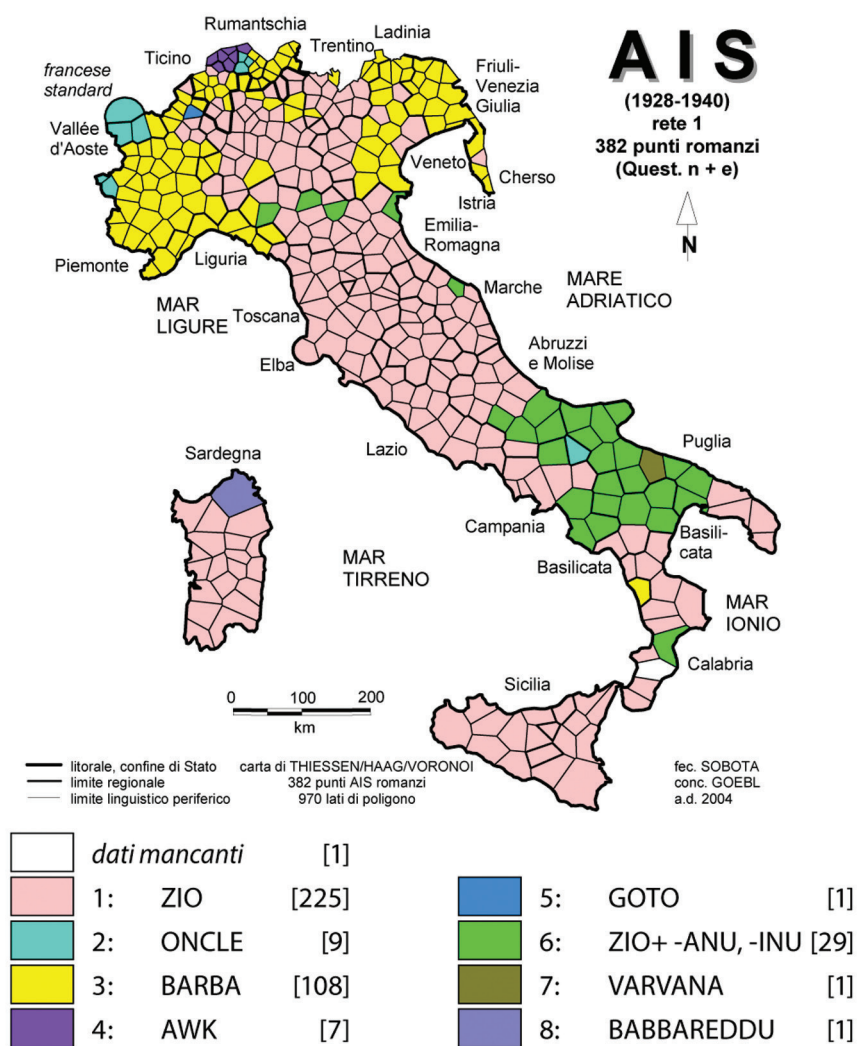 AIS
(1928-1940)
rete 1
382 punti romanzi
(Quest. n + e)
N
Rumantschia
Ladinia
Ticino
Trentino
francese
standard
Friuli-
Venezia
Giulia
Vallée
d'Aoste
Veneto
Cherso
Istria
Emilia-
Romagna
Piemonte
Liguria
Marche
MARE
ADRIATICO
MAR
LIGURE
Toscana
Elba
Abruzzi
e Molise
Lazio
Puglia
Sardegna
Campania
Basili-
cata
Basilicata
MAR
TIRRENO
MAR
IONIO
Calabria
Sicilia
0 100 200
km
litorale, confine di Stato
limite regionale
limite linguistico periferico
carta di THIESSEN/HAAG/VORONOI
382 punti AIS romanzi
970 lati di poligono
fec. SOBOTA
conc. GOEBL
a.d. 2004
dati mancanti [1]
1: ZIO [225]
2: ONCLE [9]
3: BARBA [108]
4: AWK [7]
5: GOTO [1]
6: ZIO+ -ANU, -INU [29]
7: VARVANA [1]
8: BABBAREDDU [1]